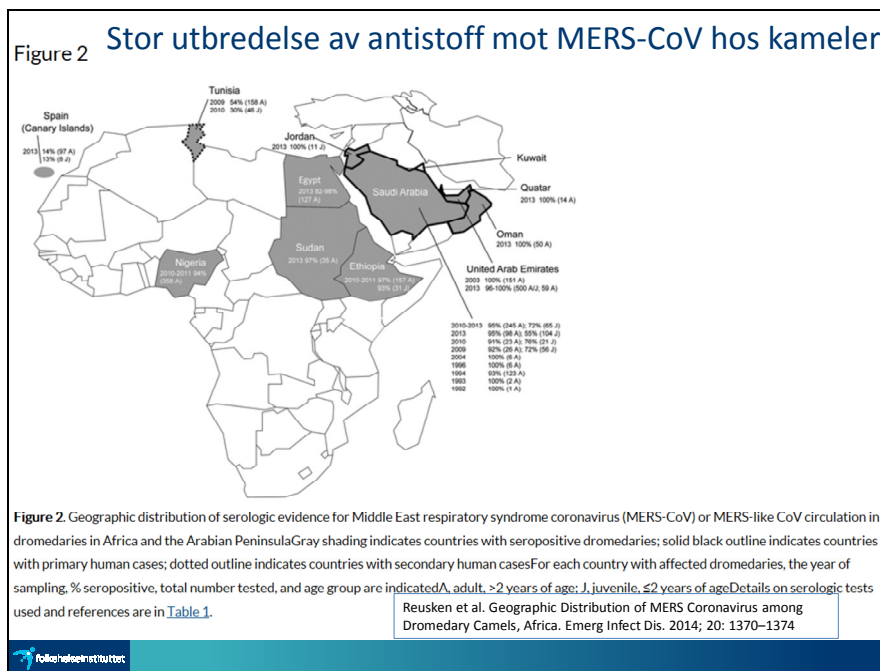 Figure 2
Stor utbredelse av antistoff mot MERS-CoV hos kameler
Tunisia
2009 54% (158 A)
2010 30% (46 J)
Spain
(Canary Islands)
2013 14% (97 A)
13% (8 J)
Jordan
2013 100% (11 J)
Kuwait
Egypt
2013 82-98%
(127 A)
Saudi Arabia
Quatar
2013 100% (14 A)
Oman
2013 100% (50 A)
Sudan
2013 97% (35 A)
Nigeria
2010-2011 94%
(358 A)
Ethiopia
2010-2011 97% (157 A)
93% (31 J)
United Arab Emirates
2003 100% (151 A)
2013 96-100% (500 A/J; 59 A)
2010-2013 95% (245 A); 72% (65 J)
2013 95% (98 A); 55% (104 J)
2010 91% (23 A); 76% (21 J)
2009 92% (26 A); 72% (56 J)
2004 100% (6 A)
1996 100% (6 A)
1994 93% (123 A)
1993 100% (2 A)
1992 100% (1 A)
Figure 2. Geographic distribution of serologic evidence for Middle East respiratory syndrome coronavirus (MERS-CoV) or MERS-like CoV circulation in
dromedaries in Africa and the Arabian PeninsulaGray shading indicates countries with seropositive dromedaries; solid black outline indicates countries
with primary human cases; dotted outline indicates countries with secondary human casesFor each country with affected dromedaries, the year of
sampling, % seropositive, total number tested, and age group are indicatedA, adult, >2 years of age; J, juvenile, ≤2 years of ageDetails on serologic tests
used and references are in Table 1.
Reusken et al. Geographic Distribution of MERS Coronavirus among
Dromedary Camels, Africa. Emerg Infect Dis. 2014; 20: 1370–1374
folkehelseinstituttet